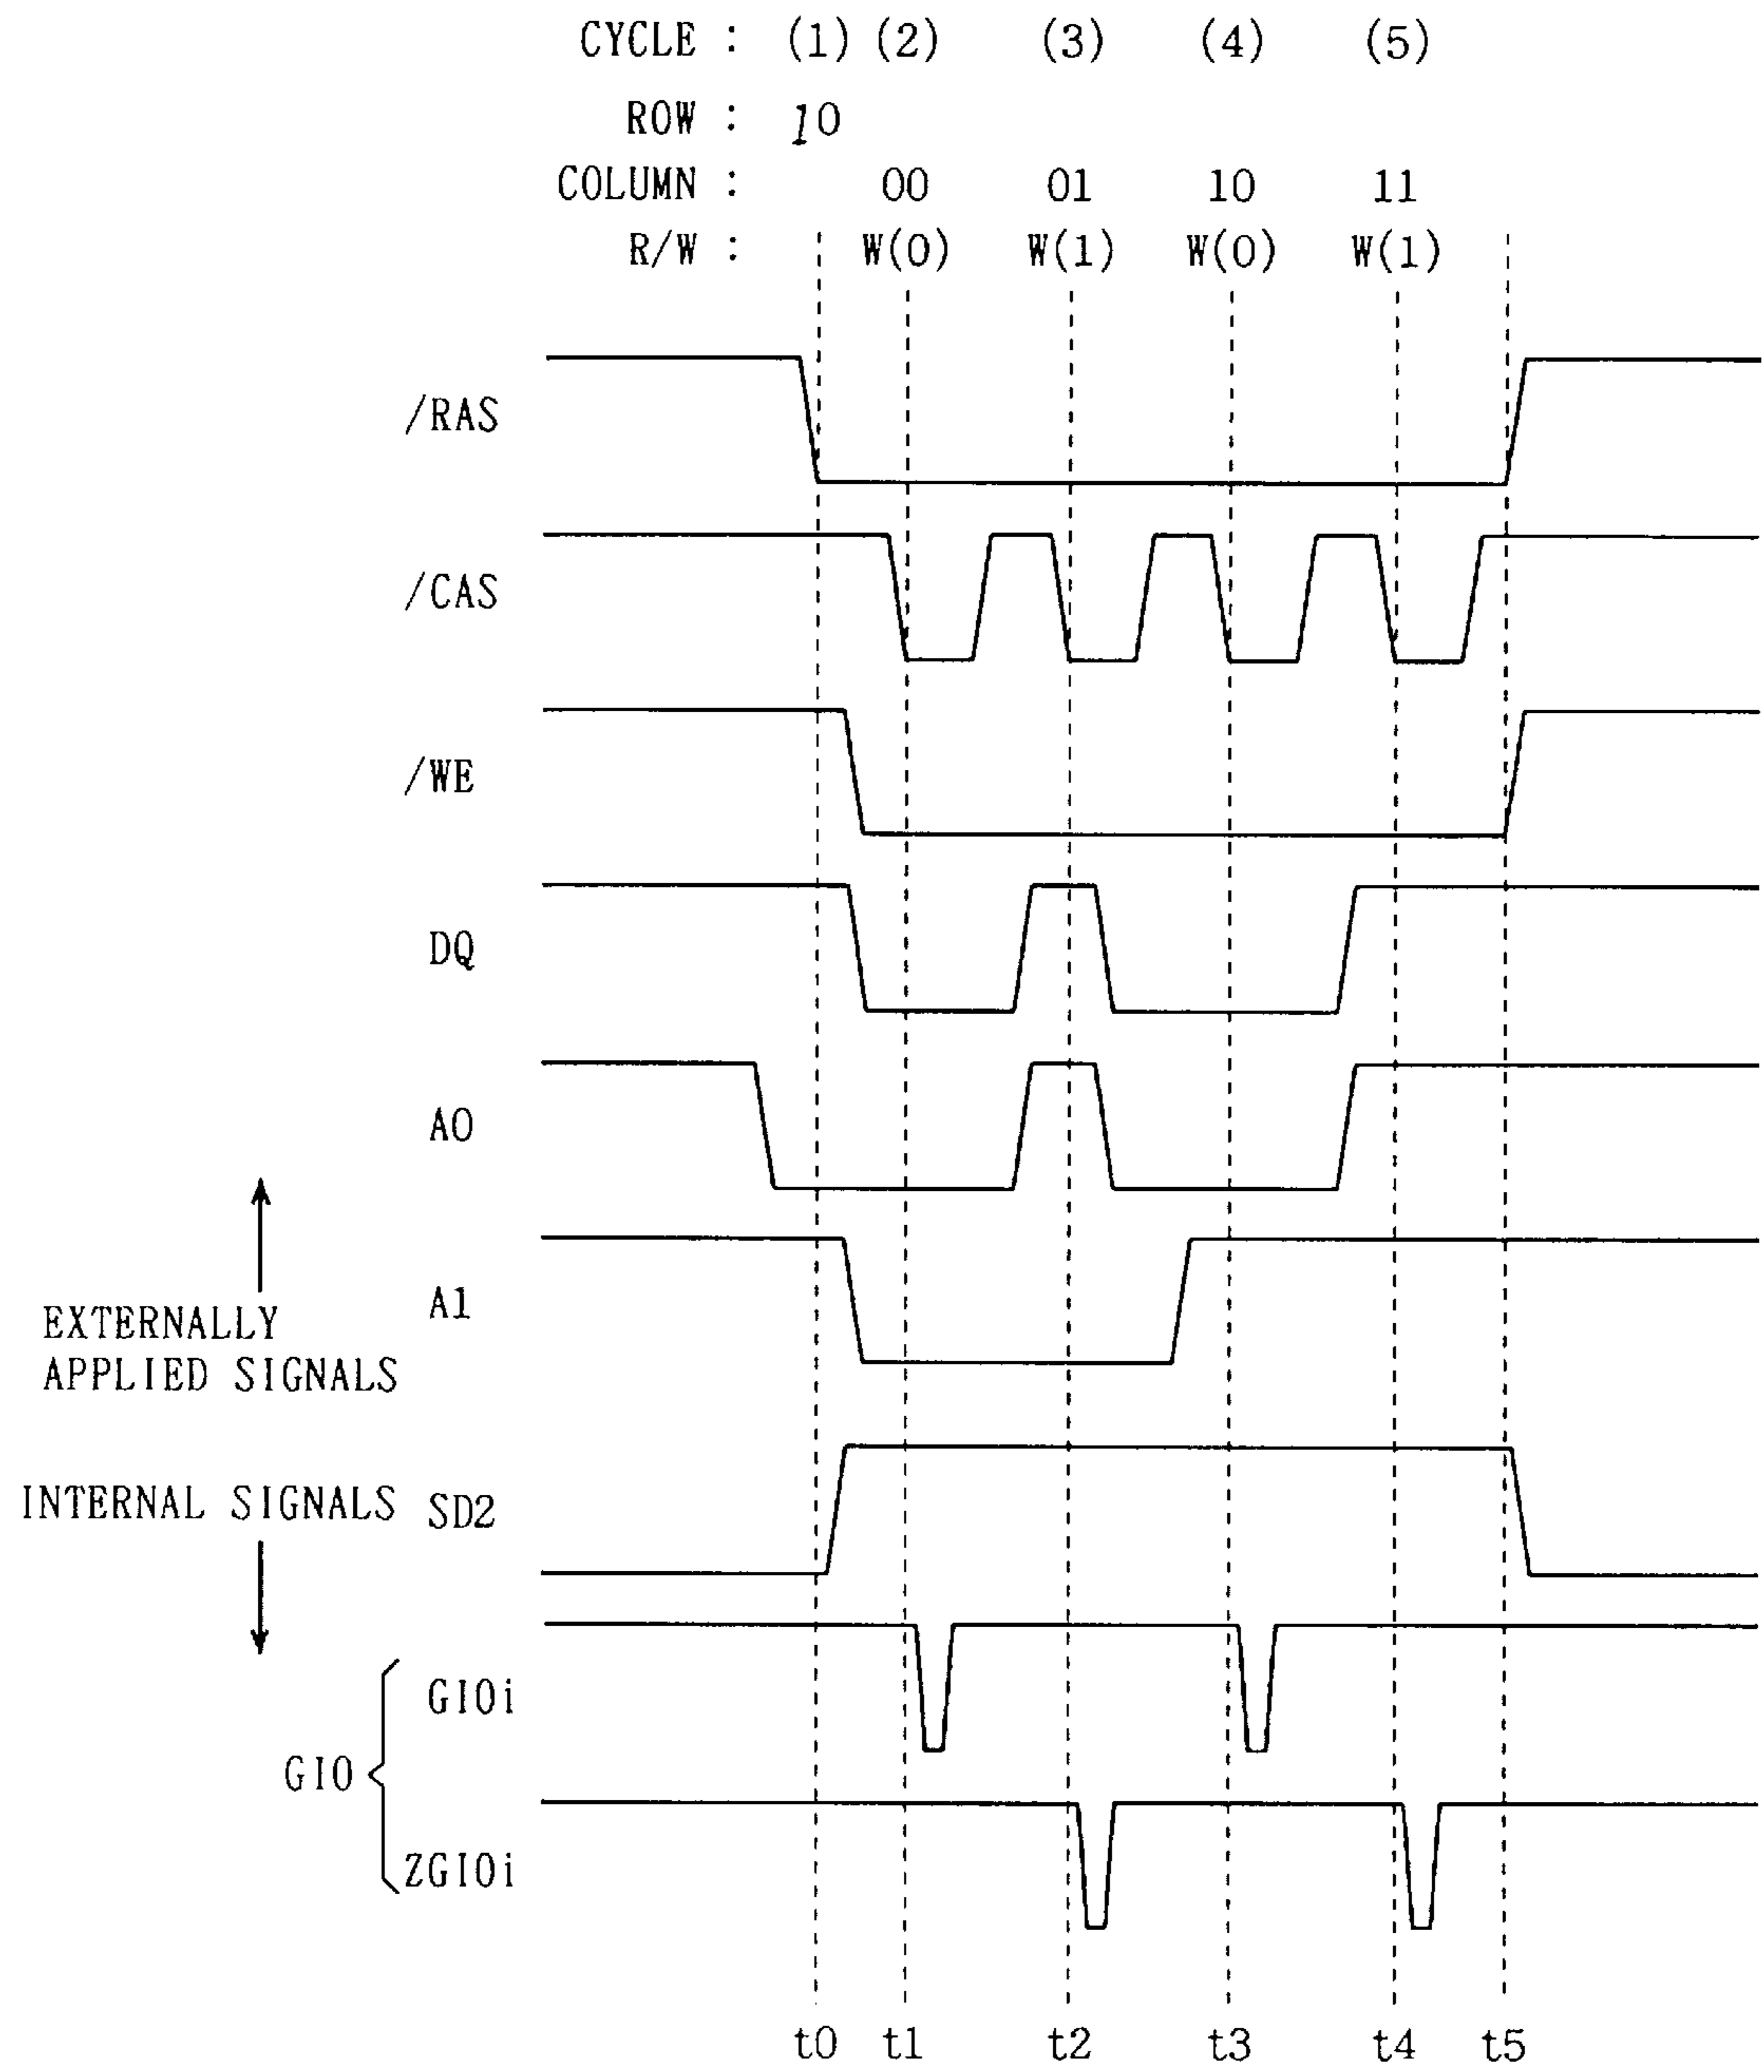 CYCLE : (1) (2) (3) (4) (5)
ROW : 10
COLUMN : 00 01 10 11
R/W : W(0) W(1) W(0) W(1)
/RAS
/CAS
/WE
DQ
A0
A1
EXTERNALLY
APPLIED SIGNALS
INTERNAL SIGNALS SD2
GIOi
GIO
ZGIOi
t0 t1 t2 t3 t4 t5